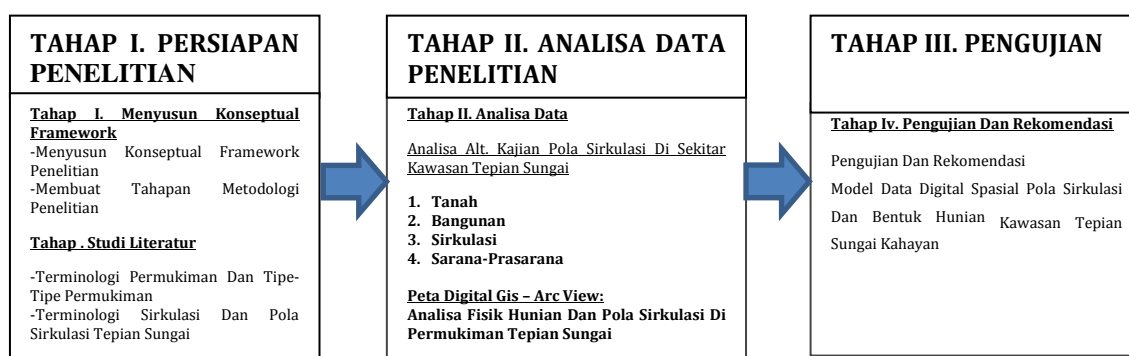 TAHAP I. PERSIAPAN
PENELITIAN
Tahap I. Menyusun Konseptual
Framework
-Menyusun Konseptual Framework
Penelitian
-Membuat Tahapan Metodologi
Penelitian
Tahap . Studi Literatur
-Terminologi Permukiman Dan Tipe-
Tipe Permukiman
-Terminologi Sirkulasi Dan Pola
Sirkulasi Tepian Sungai
TAHAP II. ANALISA DATA
PENELITIAN
Tahap II. Analisa Data
Analisa Alt. Kajian Pola Sirkulasi Di Sekitar
Kawasan Tepian Sungai
1. Tanah
2. Bangunan
3. Sirkulasi
4. Sarana-Prasarana
Peta Digital Gis – Arc View:
Analisa Fisik Hunian Dan Pola Sirkulasi Di
Permukiman Tepian Sungai
TAHAP III. PENGUJIAN
Tahap Iv. Pengujian Dan Rekomendasi
Pengujian Dan Rekomendasi
Model Data Digital Spasial Pola Sirkulasi
Dan Bentuk Hunian Kawasan Tepian
Sungai Kahayan